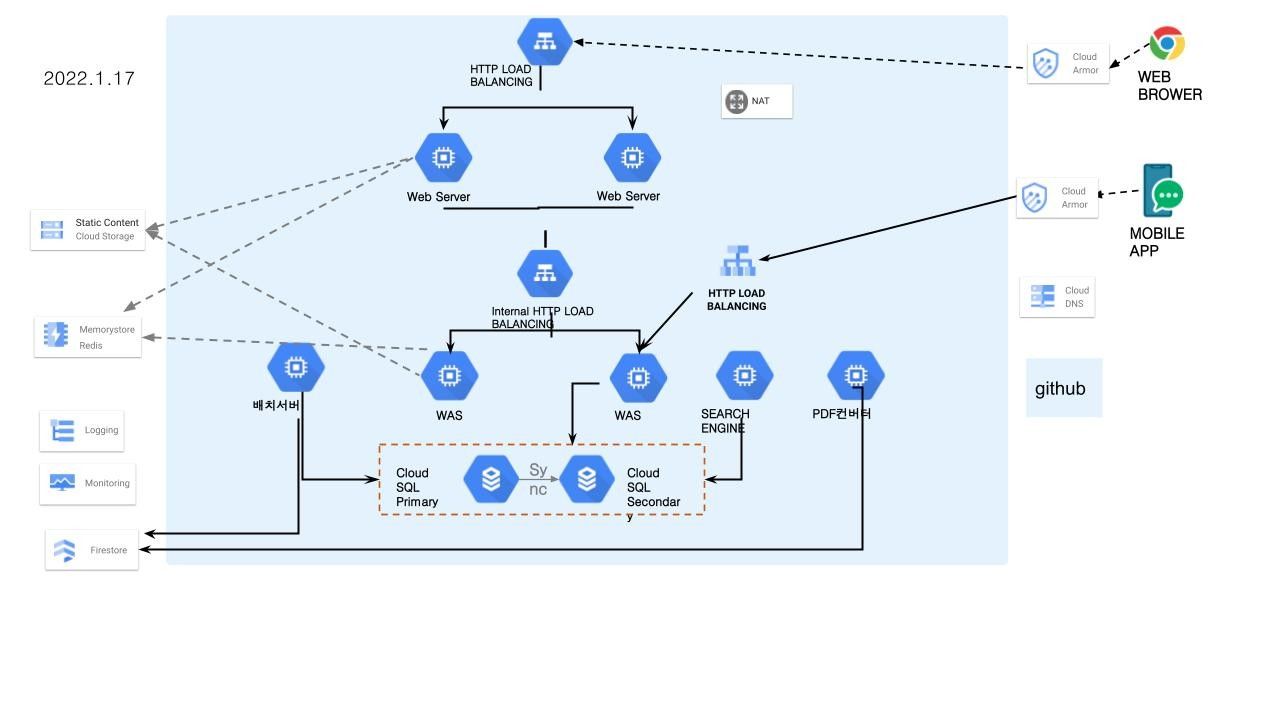 2022.1.17
HTTP LOAD
BALANCING
NAT
Cloud
Armor
WEB
BROWER
Web Server
Web Server
Cloud
Armor
MOBILE
APP
Static Content
Cloud Storage
Internal HTTP LOAD
BALANCING
HTTP LOAD
BALANCING
Cloud
DNS
Memorystore
Redis
배치서버
WAS
WAS
SEARCH
ENGINE
PDF컨버터
github
Logging
Monitoring
Cloud
SQL
Primary
Sy
nc
Cloud
SQL
Secondar
y
Firestore